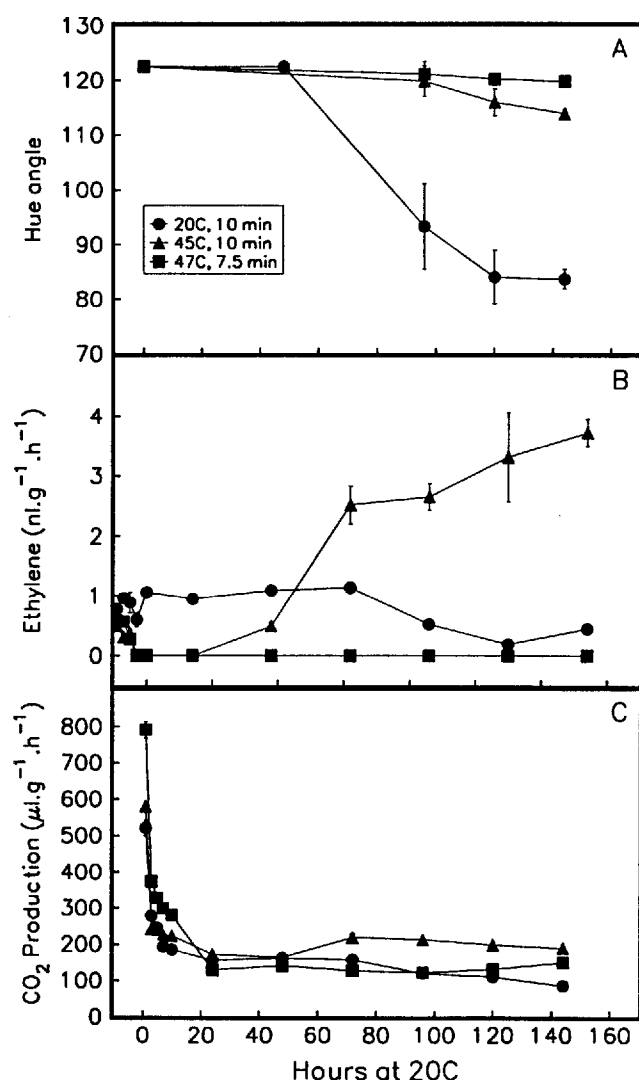 130
A
120
110
100
90
80
70
Hue angle
20C, 10 min
45C, 10 min
47C, 7.5 min
B
4
3
2
1
0
Ethylene (nl.g⁻¹.h⁻¹)
C
800
700
600
500
400
300
200
100
0
CO₂ Production (µl.g⁻¹.h⁻¹)
0 20 40 60 80 100 120 140 160
Hours at 20C